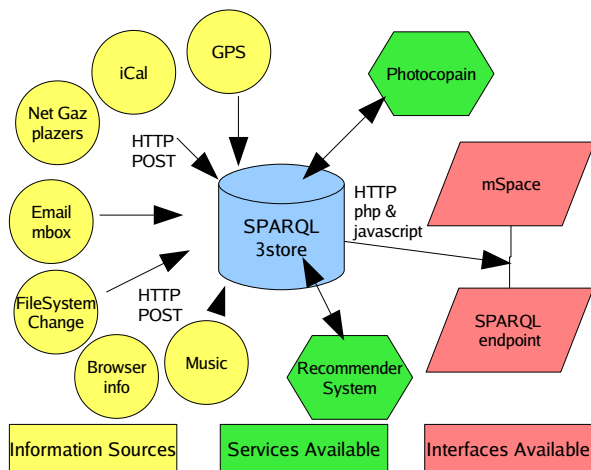 GPS
iCal
Photocopain
Net Gaz
plazers
HTTP
POST
mSpace
HTTP
php &
javascript
Email
mbox
SPARQL
3store
FileSystem
Change
HTTP
POST
SPARQL
endpoint
Music
Browser
info
Recommender
System
Information Sources
Services Available
Interfaces Available